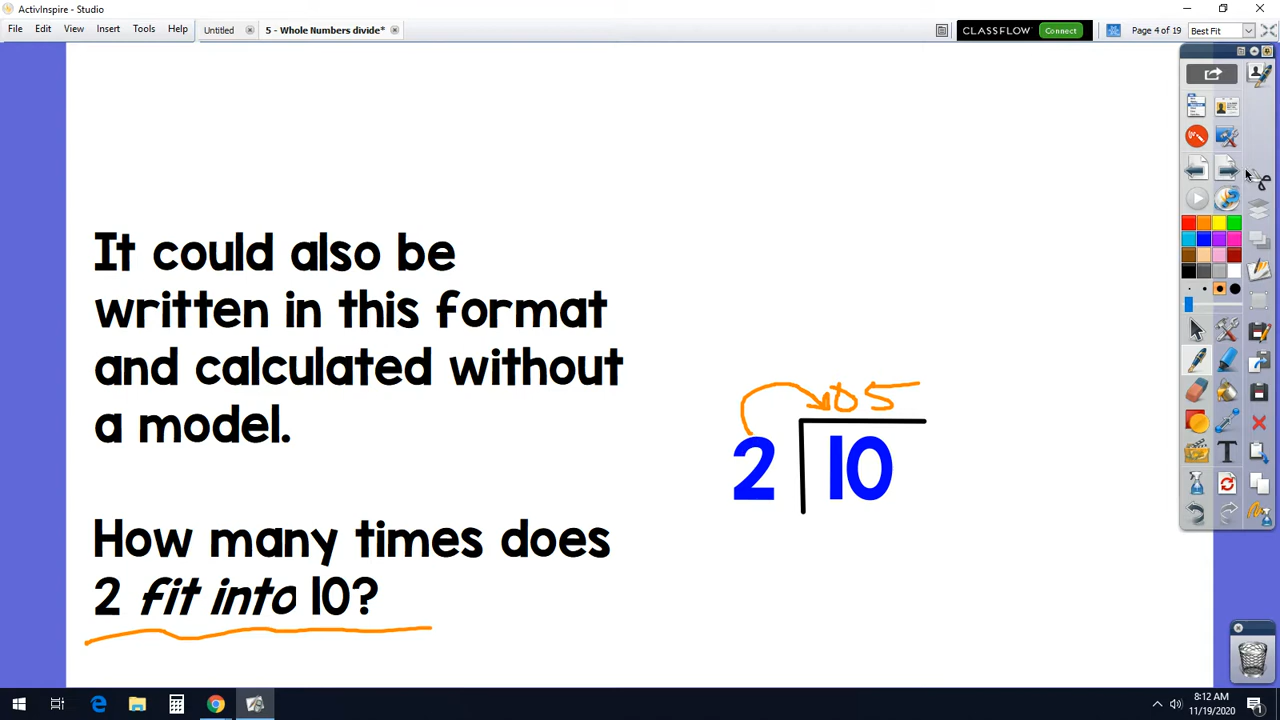 ActivInspire - Studio
File Edit View Insert Tools Help
Untitled
5 - Whole Numbers divide*
CLASSFLOW Connect
Page 4 of 19
Best Fit
It could also be
written in this format
and calculated without
a model.
How many times does
2 fit into 10?
05
2 10
T
8:12 AM
11/19/2020
1